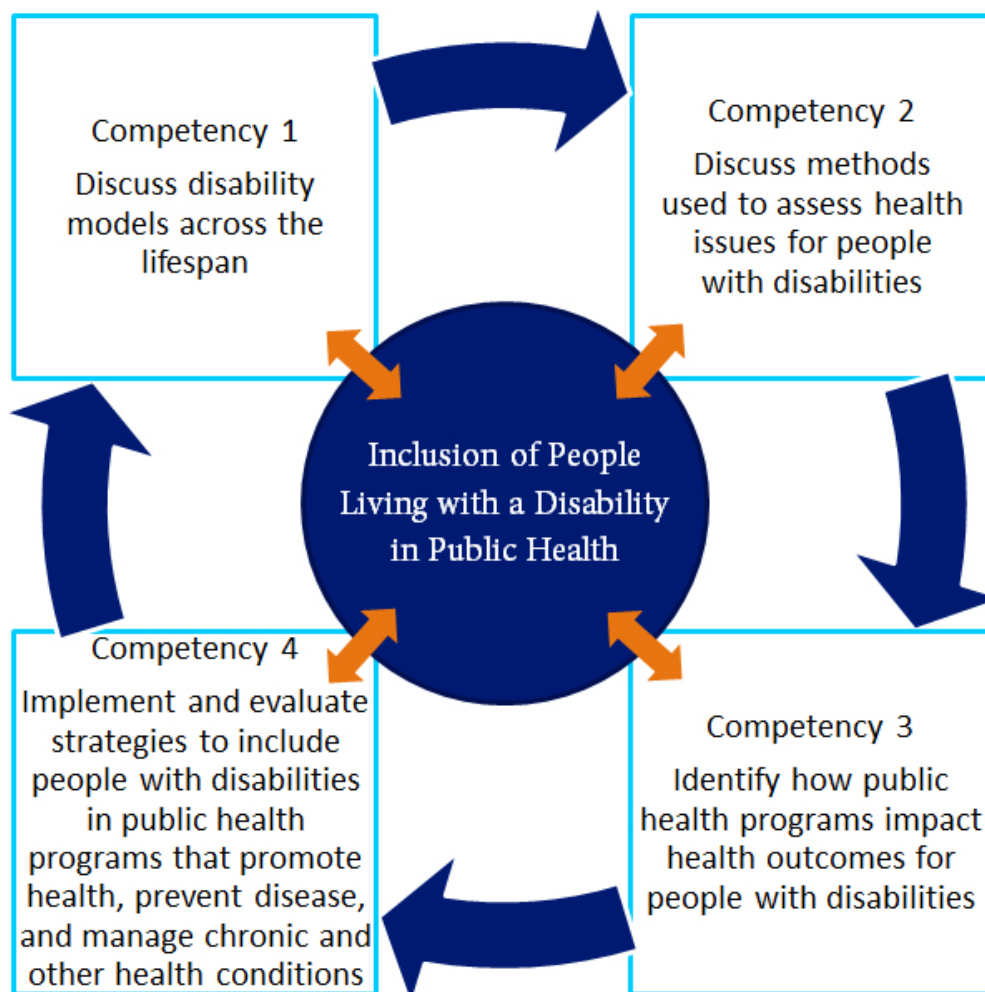 Competency 1
Discuss disability
models across the
lifespan
Competency 2
Discuss methods
used to assess health
issues for people
with disabilities
Inclusion of People
Living with a Disability
in Public Health
Competency 4
Implement and evaluate
strategies to include
people with disabilities
in public health
programs that promote
health, prevent disease,
and manage chronic and
other health conditions
Competency 3
Identify how public
health programs impact
health outcomes for
people with disabilities